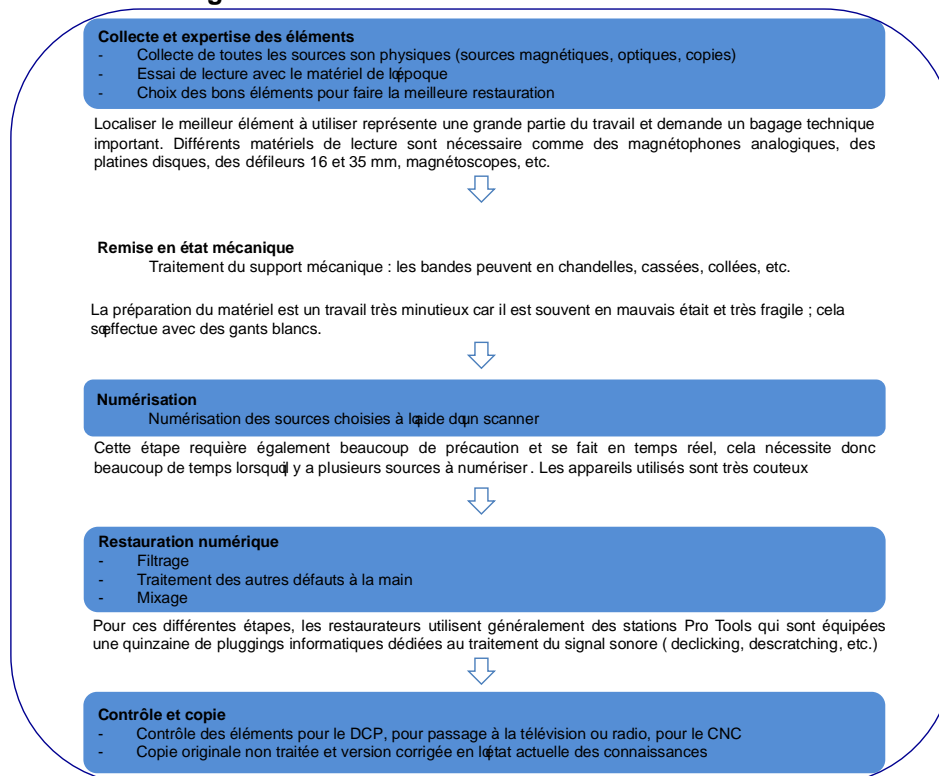 Collecte et expertise des éléments
- Collecte de toutes les sources son physiques (sources magnétiques, optiques, copies)
- Essai de lecture avec le matériel de l'époque
- Choix des bons éléments pour faire la meilleure restauration
Localiser le meilleur élément à utiliser représente une grande partie du travail et demande un bagage technique
important. Différents matériels de lecture sont nécessaire comme des magnétophones analogiques, des
platines disques, des défileurs 16 et 35 mm, magnétoscopes, etc.
Remise en état mécanique
Traitement du support mécanique : les bandes peuvent en chandelles, cassées, collées, etc.
La préparation du matériel est un travail très minutieux car il est souvent en mauvais était et très fragile ; cela
s'effectue avec des gants blancs.
Numérisation
Numérisation des sources choisies à l'aide d'un scanner
Cette étape requière également beaucoup de précaution et se fait en temps réel, cela nécessite donc
beaucoup de temps lorsqu'il y a plusieurs sources à numériser. Les appareils utilisés sont très couteux
Restauration numérique
- Filtrage
- Traitement des autres défauts à la main
- Mixage
Pour ces différentes étapes, les restaurateurs utilisent généralement des stations Pro Tools qui sont équipées
une quinzaine de pluggings informatiques dédiées au traitement du signal sonore ( declicking, descratching, etc.)
Contrôle et copie
- Contrôle des éléments pour le DCP, pour passage à la télévision ou radio, pour le CNC
- Copie originale non traitée et version corrigée en l'état actuelle des connaissances